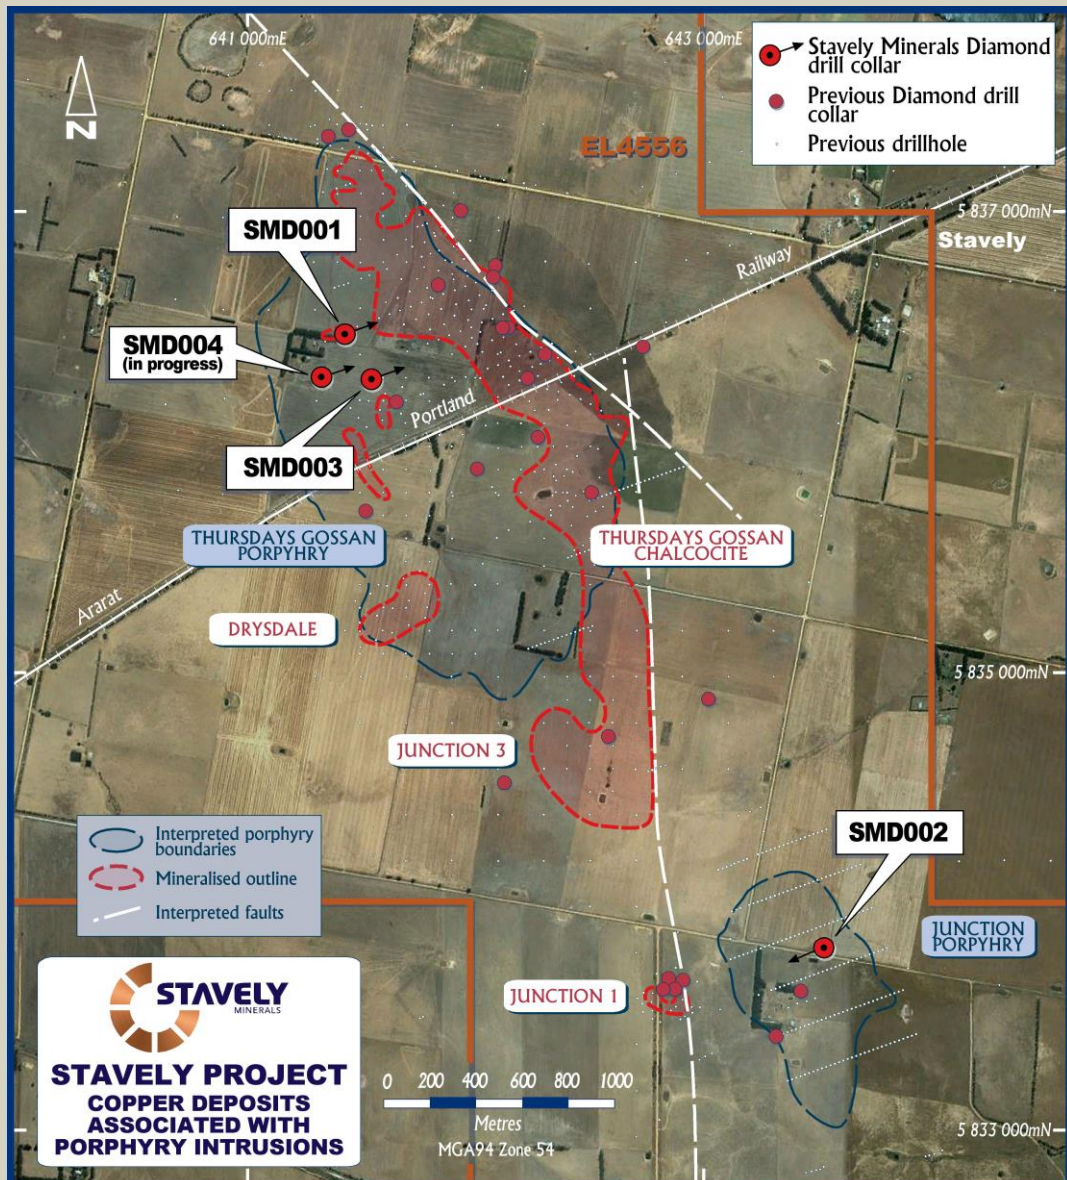 641 000mE
643 000mE
Stavely Minerals Diamond
drill collar
Previous Diamond drill
collar
Previous drillhole
N
EL4556
5 837 000mN
Stavely
SMD001
Railway
SMD004
(in progress)
Portland
SMD003
THURSDAYS GOSSAN
PORPYHRY
THURSDAYS GOSSAN
CHALCOCITE
Ararat
DRYSDALE
5 835 000mN
JUNCTION 3
SMD002
Interpreted porphyry
boundaries
Mineralised outline
Interpreted faults
JUNCTION
PORPYHRY
JUNCTION 1
STAVELY
MINERALS
STAVELY PROJECT
COPPER DEPOSITS
ASSOCIATED WITH
PORPHYRY INTRUSIONS
0 200 400 600 800 1000
Metres
MGA94 Zone 54
5 833 000mN